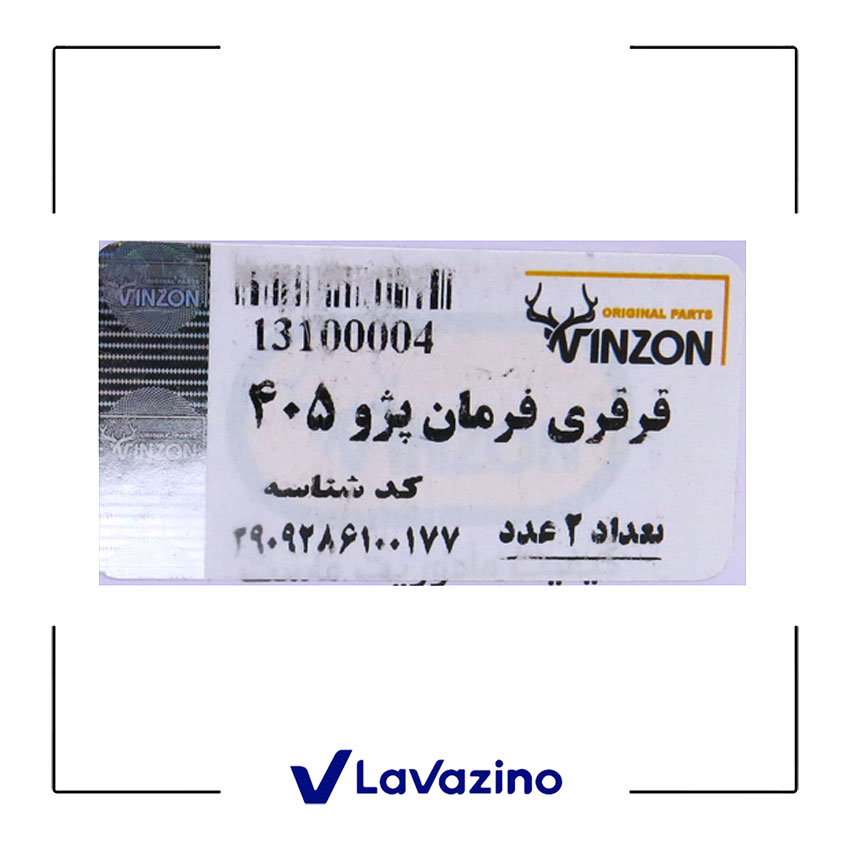 VINZON
VINZON
13100004
ORIGINAL PARTS
VINZON
قرقری فرمان پژو ۴۰۵
کد شناسه
تعداد ۲ عدد
۲۹۰۹۲۸۶۱۰۰۱۷۷
LaVazino